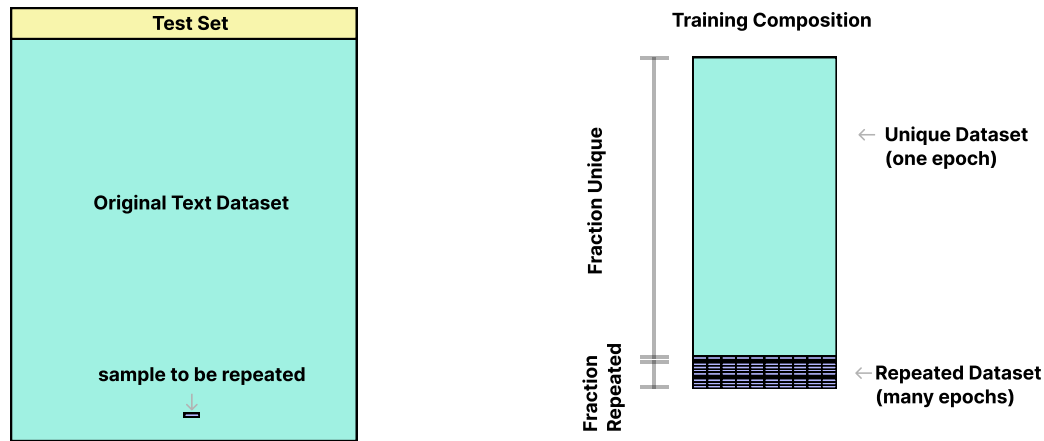 Test Set
Original Text Dataset
sample to be repeated
Training Composition
Fraction Unique
Unique Dataset
(one epoch)
Fraction
Repeated
Repeated Dataset
(many epochs)